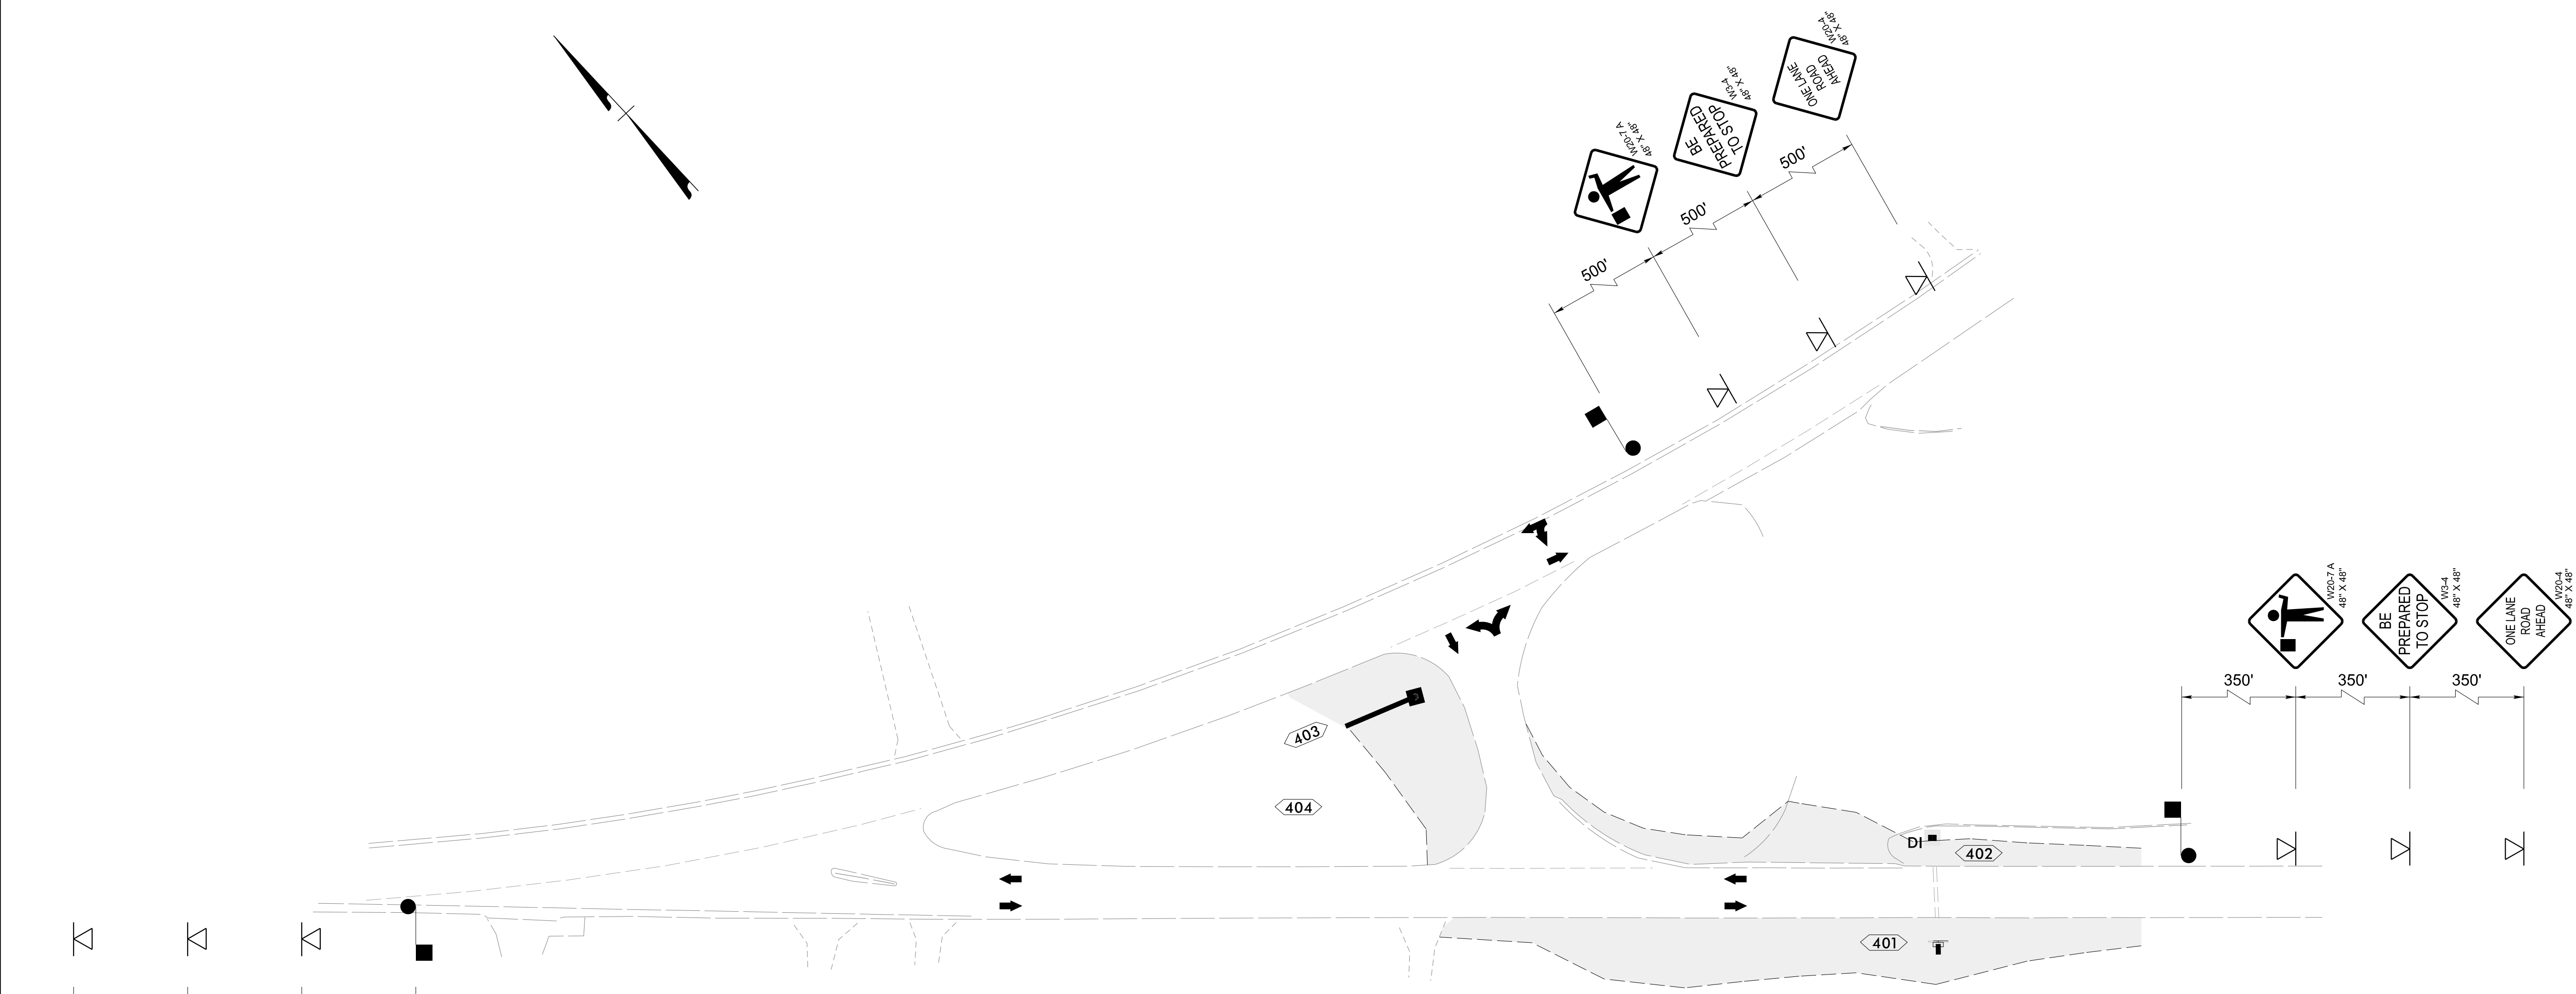 W20-4
48" X 48"
ONE LANE
ROAD
AHEAD
W3-4
48" X 48"
BE
PREPARED
TO STOP
W20-7 A
48" X 48"
500'
500'
500'
W20-7 A
48" X 48"
BE
PREPARED
TO STOP
W3-4
48" X 48"
ONE LANE
ROAD
AHEAD
W20-4
48" X 48"
350'
350'
350'
403
404
DI
402
401